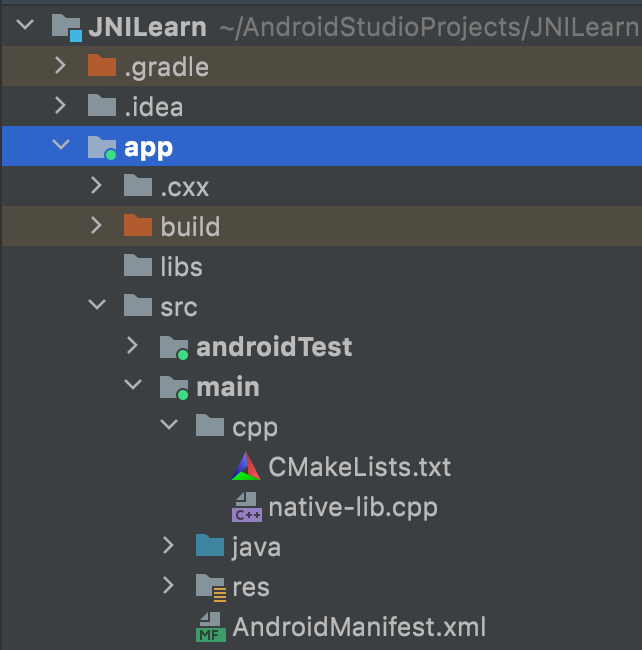 JNILearn ~/AndroidStudioProjects/JNILearn
.gradle
.idea
app
.cxx
build
libs
src
androidTest
main
cpp
CMakeLists.txt
C++ native-lib.cpp
java
res
MF AndroidManifest.xml